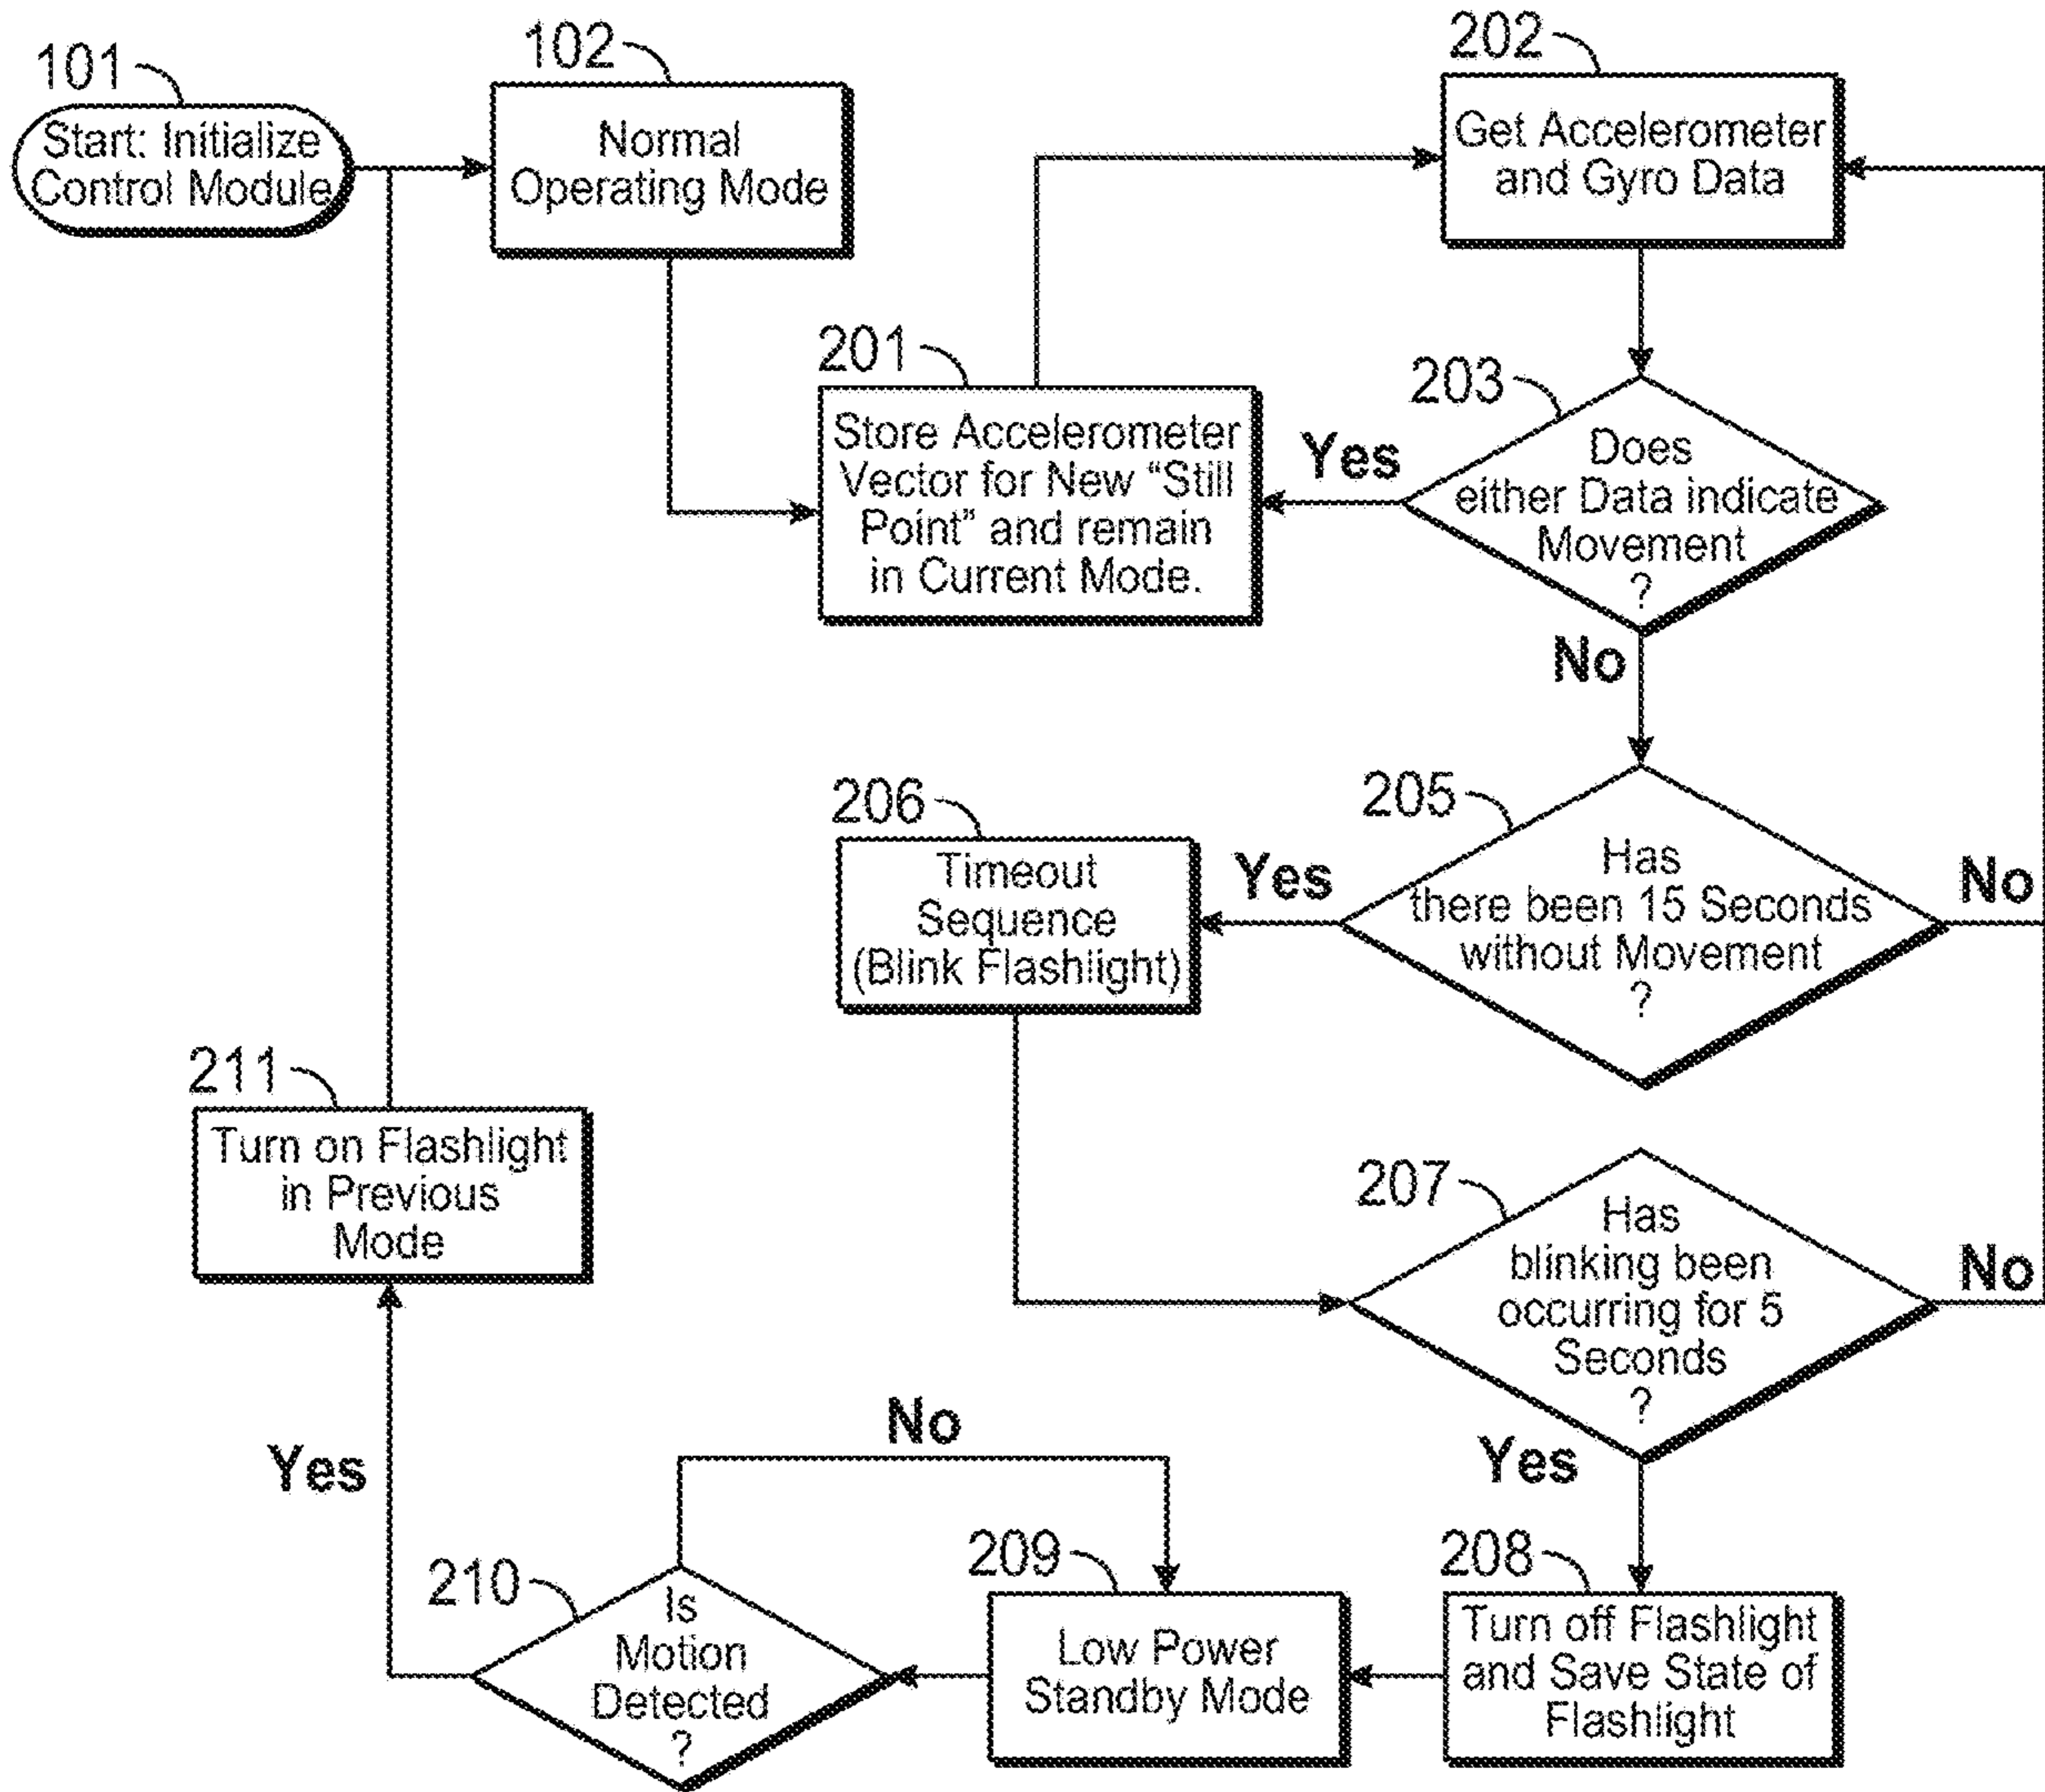 101
Start: Initialize
Control Module
102
Normal
Operating Mode
202
Get Accelerometer
and Gyro Data
201
Store Accelerometer
Vector for New “Still
Point” and remain
in Current Mode.
Yes
203
Does
either Data indicate
Movement
?
No
206
Timeout
Sequence
(Blink Flashlight)
Yes
205
Has
there been 15 Seconds
without Movement
?
No
211
Turn on Flashlight
in Previous
Mode
207
Has
blinking been
occurring for 5
Seconds
?
No
Yes
Yes
No
210
Is
Motion
Detected
?
209
Low Power
Standby Mode
208
Turn off Flashlight
and Save State of
Flashlight